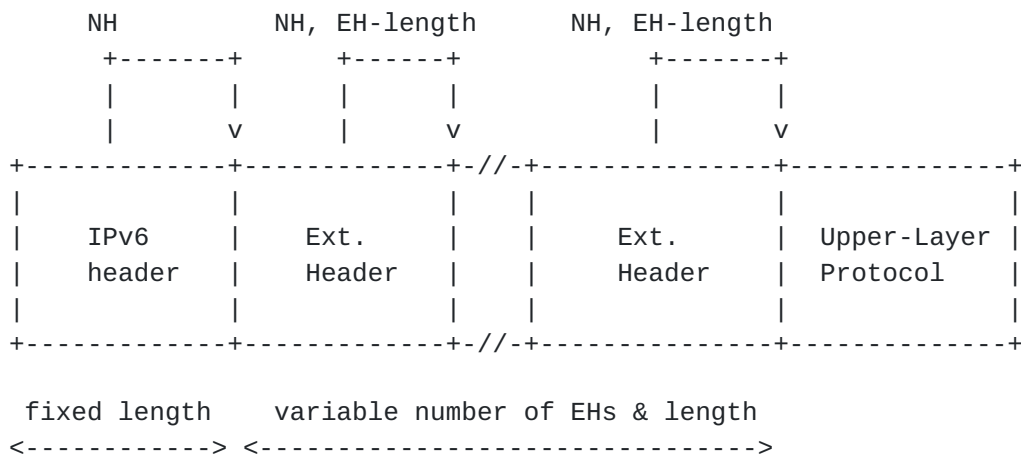 NH NH, EH-length NH, EH-length
IPv6 Ext. Ext. Upper-Layer
header Header Header Protocol
fixed length variable number of EHs & length